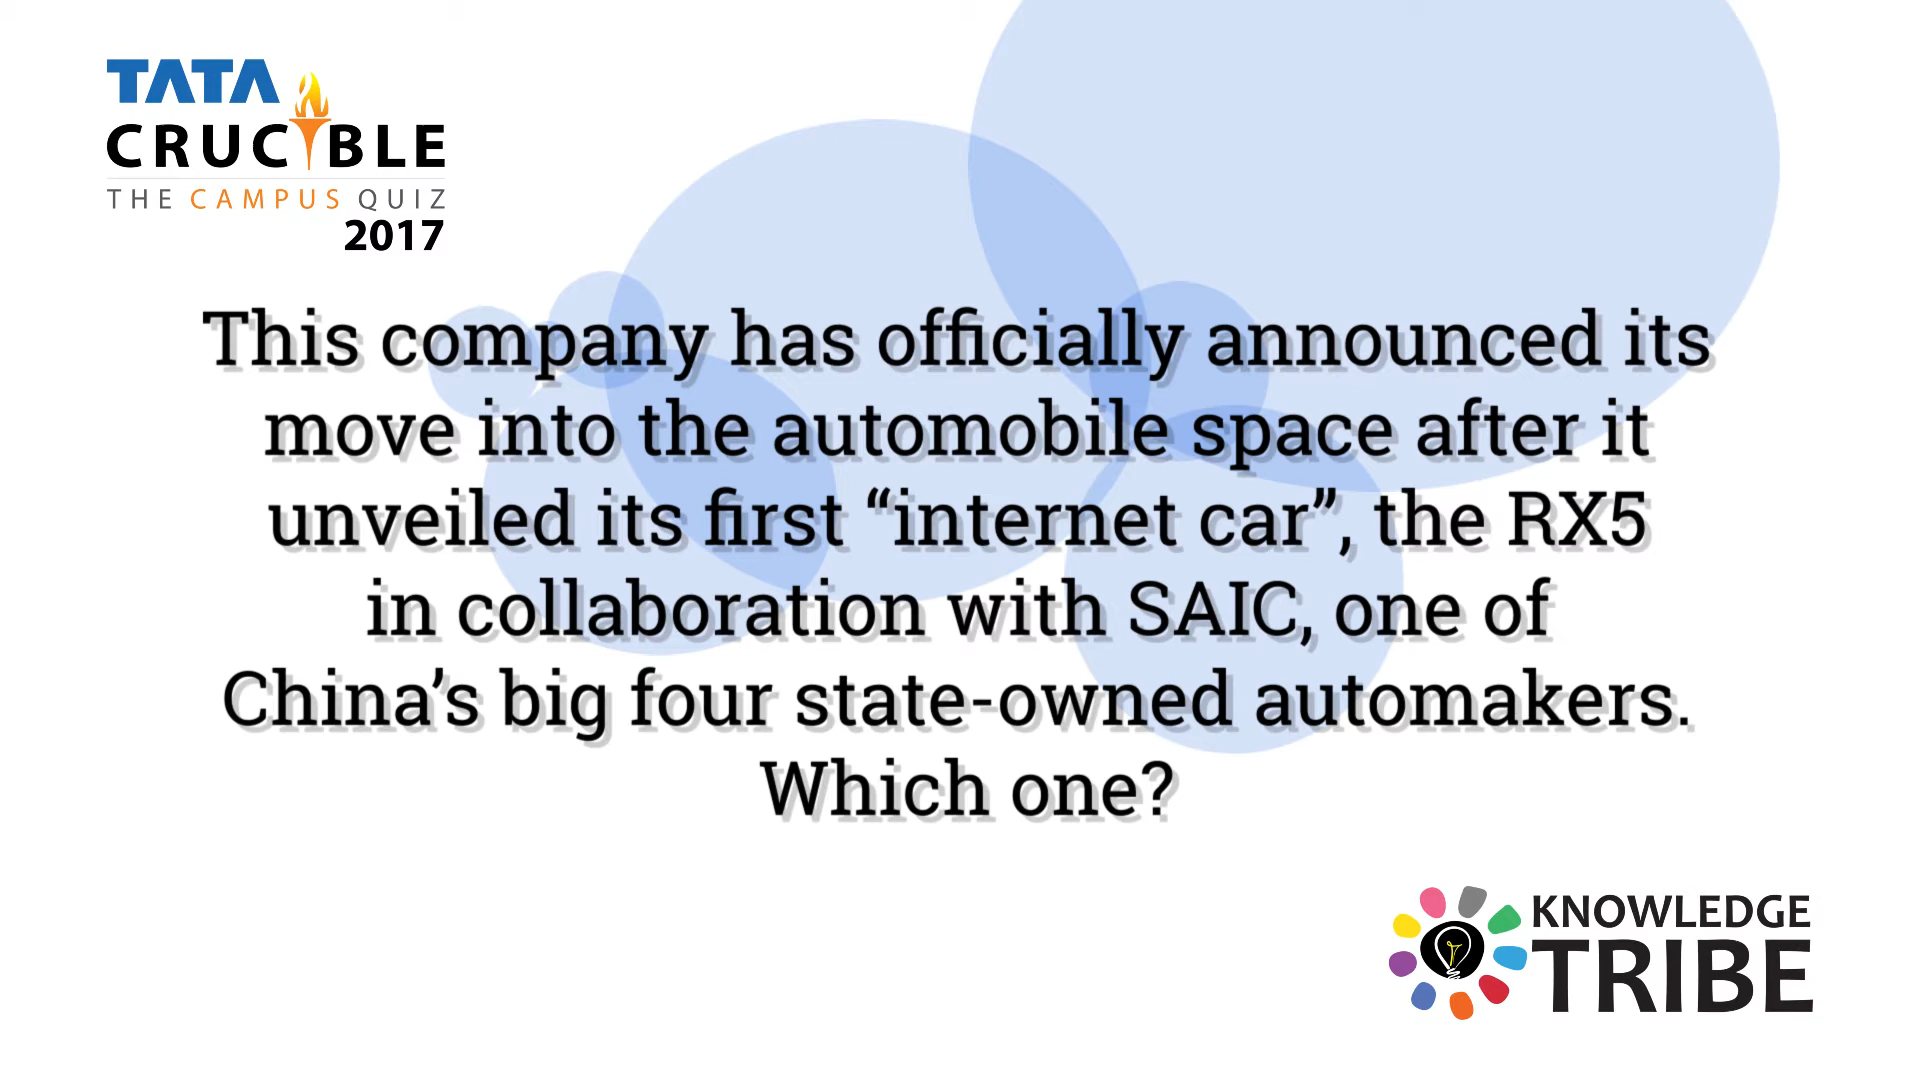 TATA
CRUCIBLE
THE CAMPUS QUIZ
2017
This company has officially announced its
move into the automobile space after it
unveiled its first “internet car”, the RX5
in collaboration with SAIC, one of
China’s big four state-owned automakers.
Which one?
KNOWLEDGE
TRIBE